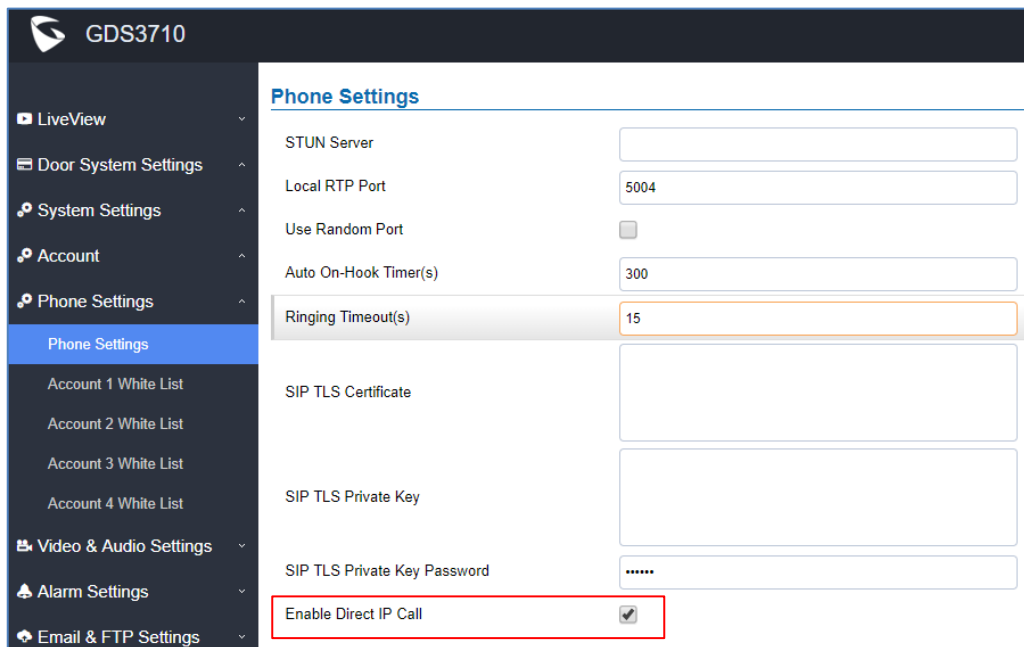 GDS3710
LiveView
Door System Settings
System Settings
Account
Phone Settings
Phone Settings
Account 1 White List
Account 2 White List
Account 3 White List
Account 4 White List
Video & Audio Settings
Alarm Settings
Email & FTP Settings
Phone Settings
STUN Server
Local RTP Port 5004
Use Random Port
Auto On-Hook Timer(s) 300
Ringing Timeout(s) 15
SIP TLS Certificate
SIP TLS Private Key
SIP TLS Private Key Password ••••••
Enable Direct IP Call